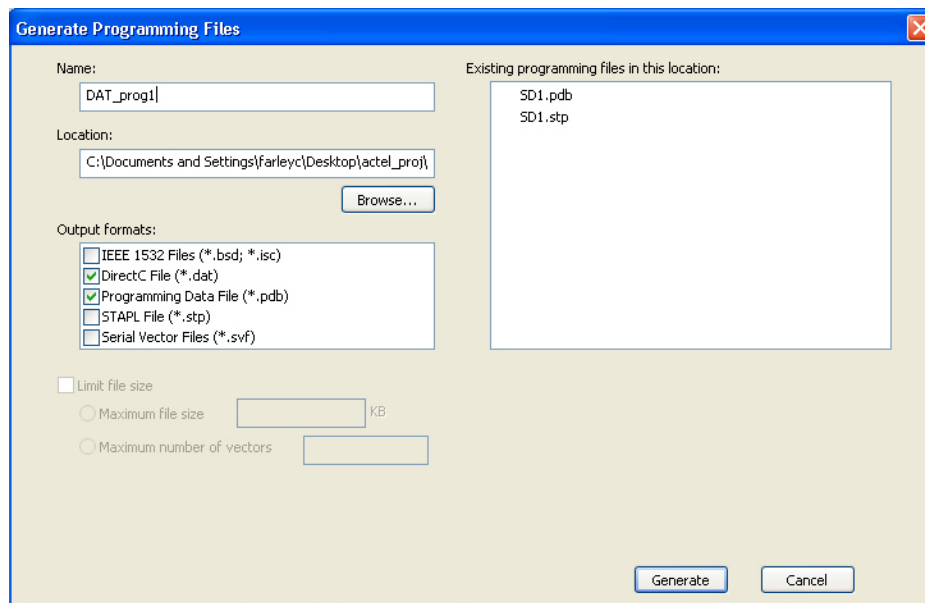 Generate Programming Files
Name:
DAT_prog1
Location:
C:\Documents and Settings\farleyc\Desktop\actel_proj\
Browse...
Output formats:
IEEE 1532 Files (*.bsd; *.isc)
DirectC File (*.dat)
Programming Data File (*.pdb)
STAPL File (*.stp)
Serial Vector Files (*.svf)
Limit file size
Maximum file size KB
Maximum number of vectors
Existing programming files in this location:
SD1.pdb
SD1.stp
Generate
Cancel